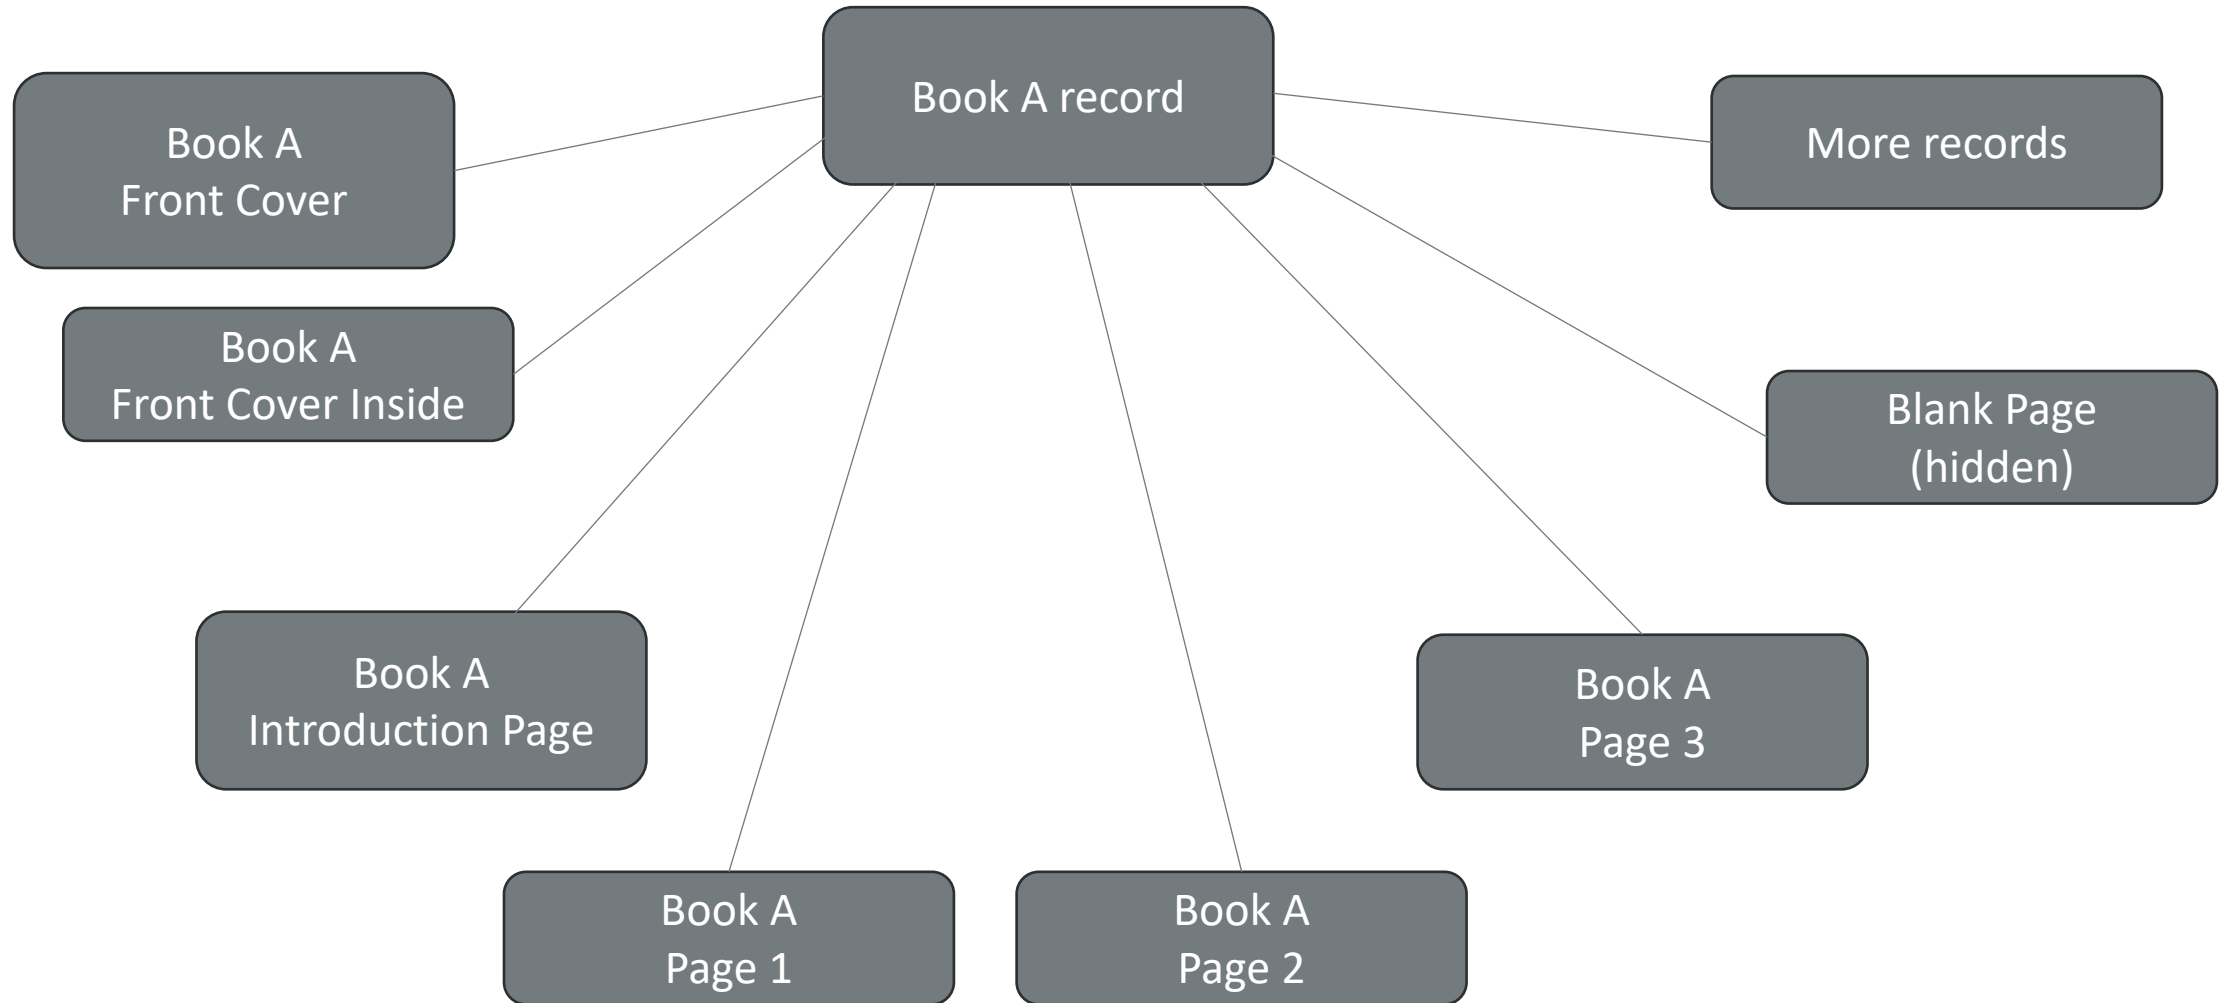 Book A record
Book A
Front Cover
More records
Book A
Front Cover Inside
Blank Page
(hidden)
Book A
Introduction Page
Book A
Page 3
Book A
Page 1
Book A
Page 2